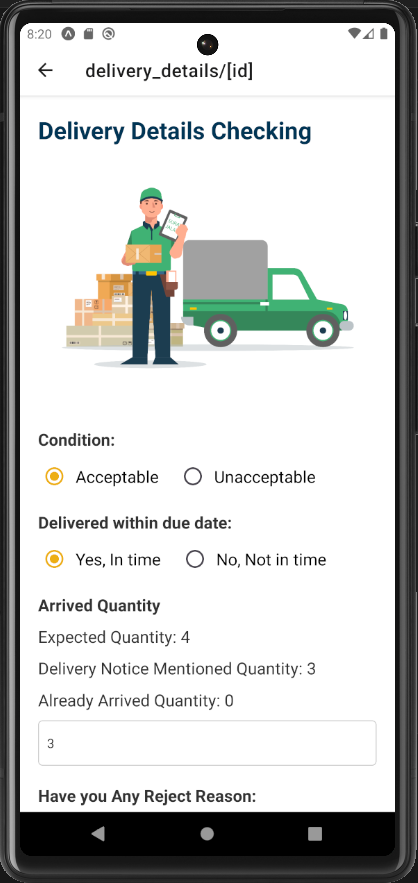 8:20
delivery_details/[id]
Delivery Details Checking
Condition:
Acceptable Unacceptable
Delivered within due date:
Yes, In time No, Not in time
Arrived Quantity
Expected Quantity: 4
Delivery Notice Mentioned Quantity: 3
Already Arrived Quantity: 0
3
Have you Any Reject Reason: